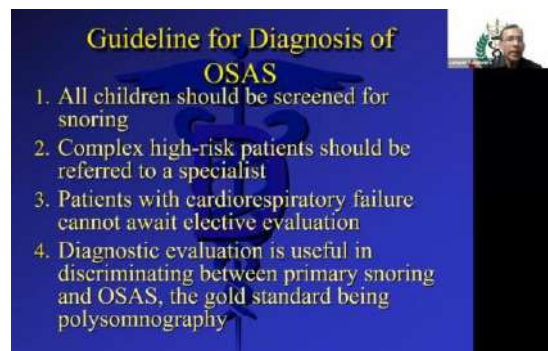 Guideline for Diagnosis of
OSAS
1. All children should be screened for
snoring
2. Complex high-risk patients should be
referred to a specialist
3. Patients with cardiorespiratory failure
cannot await elective evaluation
4. Diagnostic evaluation is useful in
discriminating between primary snoring
and OSAS, the gold standard being
polysomnography